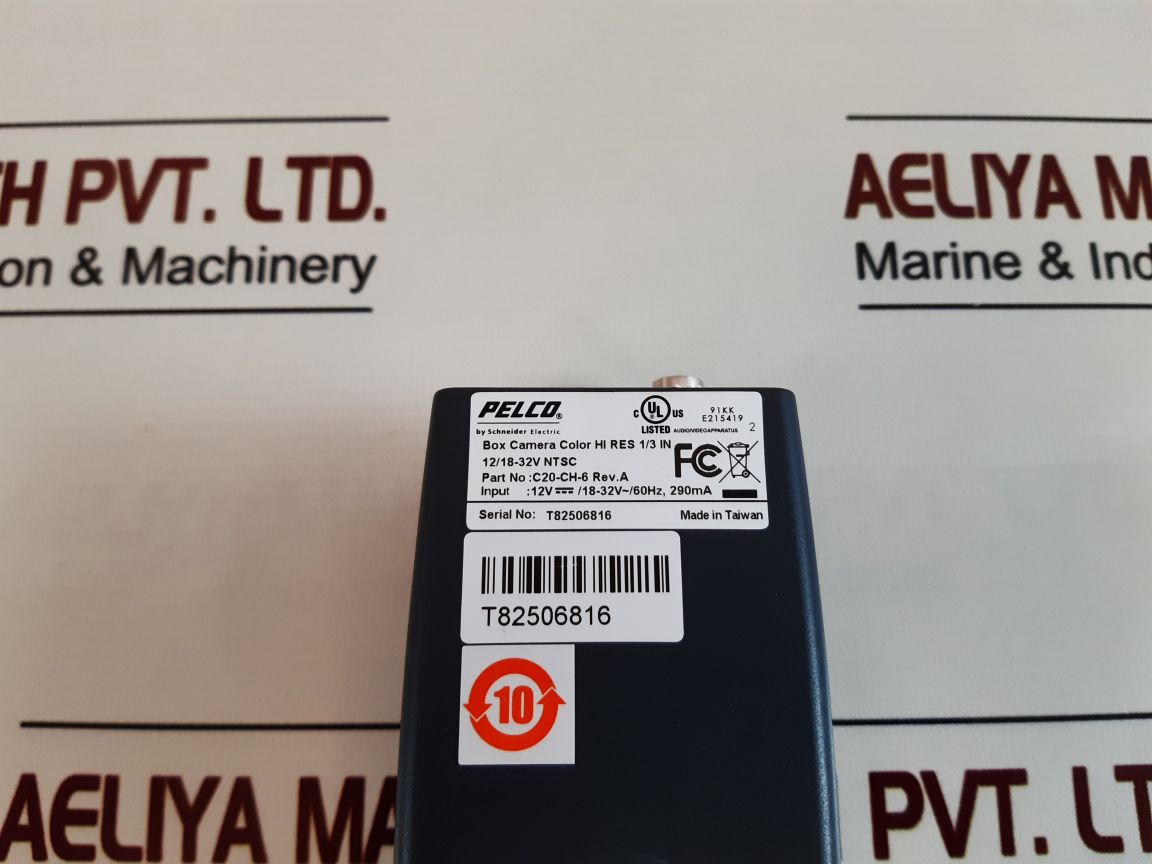 TH PVT. LTD.
on & Machinery
AELIYA M
Marine & Ind
PELCO®
by Schneider Electric
C UL US
®
LISTED
91KK
E215419
AUDIO/VIDEO APPARATUS 2
Box Camera Color HI RES 1/3 IN
12/18-32V NTSC
Part No :C20-CH-6 Rev.A
Input :12V⎓ /18-32V~/60Hz, 290mA
FC
Serial No: T82506816
Made in Taiwan
T82506816
10
AELIYA MA
PVT. LT